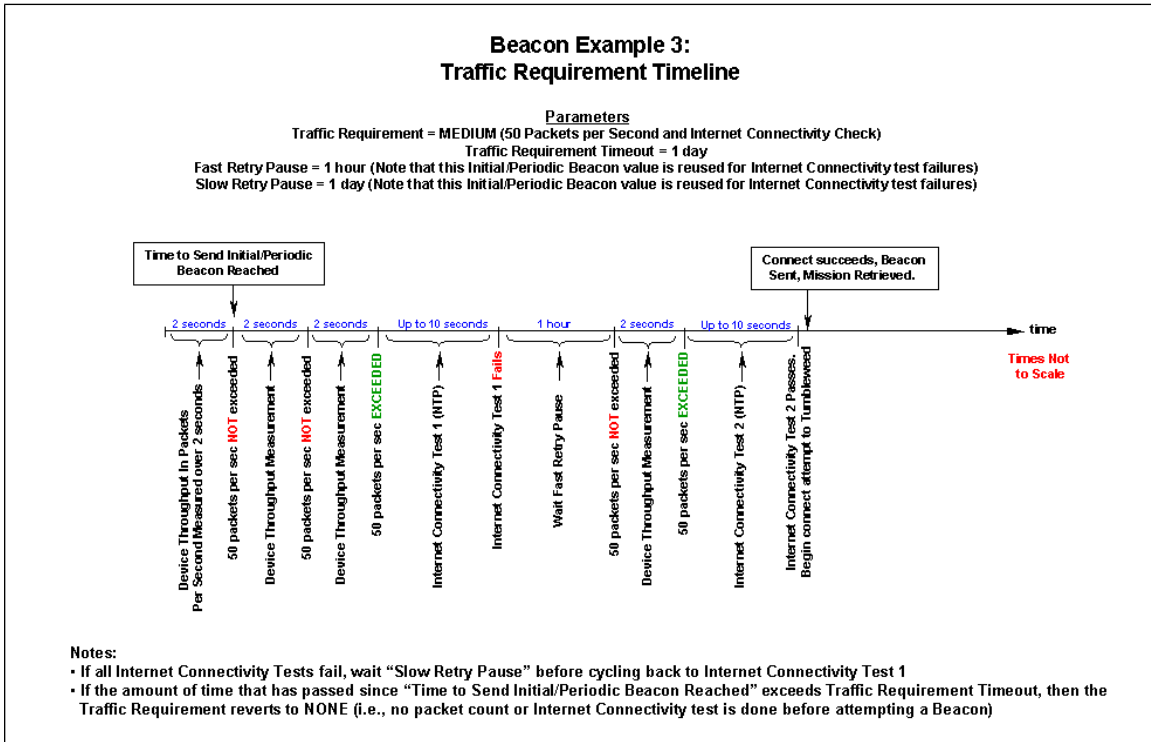 Beacon Example 3:
Traffic Requirement Timeline
Parameters
Traffic Requirement = MEDIUM (50 Packets per Second and Internet Connectivity Check)
Traffic Requirement Timeout = 1 day
Fast Retry Pause = 1 hour (Note that this Initial/Periodic Beacon value is reused for Internet Connectivity test failures)
Slow Retry Pause = 1 day (Note that this Initial/Periodic Beacon value is reused for Internet Connectivity test failures)
Time to Send Initial/Periodic
Beacon Reached
Connect succeeds, Beacon
Sent, Mission Retrieved.
2 seconds
2 seconds
2 seconds
Up to 10 seconds
1 hour
2 seconds
Up to 10 seconds
time
Times Not
to Scale
Device Throughput In Packets
Per Second Measured over 2 seconds
50 packets per sec NOT exceeded
Device Throughput Measurement
50 packets per sec NOT exceeded
Device Throughput Measurement
50 packets per sec EXCEEDED
Internet Connectivity Test 1 (NTP)
Internet Connectivity Test 1 Fails
Wait Fast Retry Pause
50 packets per sec NOT exceeded
Device Throughput Measurement
50 packets per sec EXCEEDED
Internet Connectivity Test 2 (NTP)
Internet Connectivity Test 2 Passes.
Begin connect attempt to Tumbleweed
Notes:
• If all Internet Connectivity Tests fail, wait “Slow Retry Pause” before cycling back to Internet Connectivity Test 1
• If the amount of time that has passed since “Time to Send Initial/Periodic Beacon Reached” exceeds Traffic Requirement Timeout, then the
Traffic Requirement reverts to NONE (i.e., no packet count or Internet Connectivity test is done before attempting a Beacon)